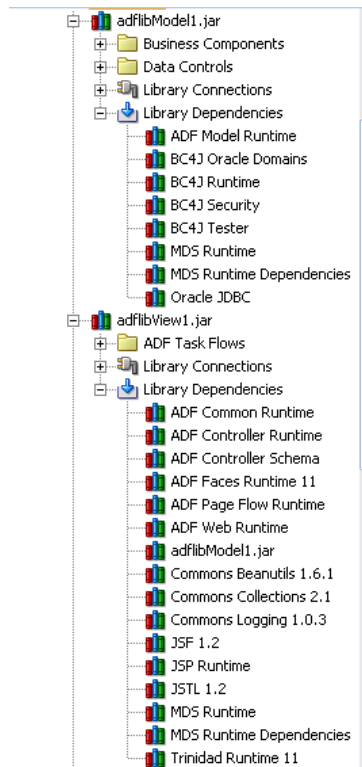 adflibModel1.jar
Business Components
Data Controls
Library Connections
Library Dependencies
ADF Model Runtime
BC4J Oracle Domains
BC4J Runtime
BC4J Security
BC4J Tester
MDS Runtime
MDS Runtime Dependencies
Oracle JDBC
adflibView1.jar
ADF Task Flows
Library Connections
Library Dependencies
ADF Common Runtime
ADF Controller Runtime
ADF Controller Schema
ADF Faces Runtime 11
ADF Page Flow Runtime
ADF Web Runtime
adflibModel1.jar
Commons Beanutils 1.6.1
Commons Collections 2.1
Commons Logging 1.0.3
JSF 1.2
JSP Runtime
JSTL 1.2
MDS Runtime
MDS Runtime Dependencies
Trinidad Runtime 11